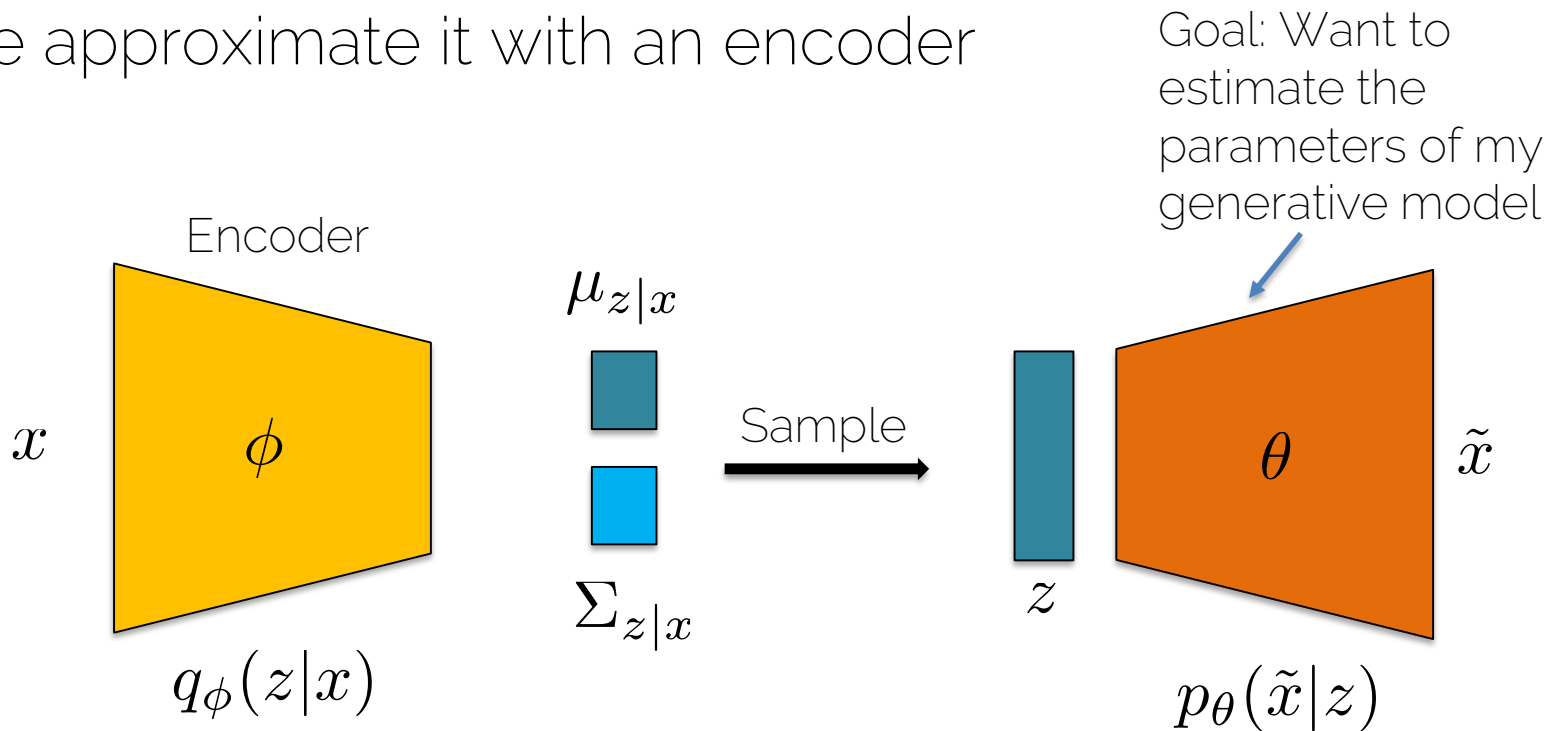 e approximate it with an encoder
Goal: Want to
estimate the
parameters of my
generative model
Encoder
μ_{z|x}
x
ϕ
Sample
θ
x̃
z
Σ_{z|x}
q_ϕ(z|x)
p_θ(x̃|z)